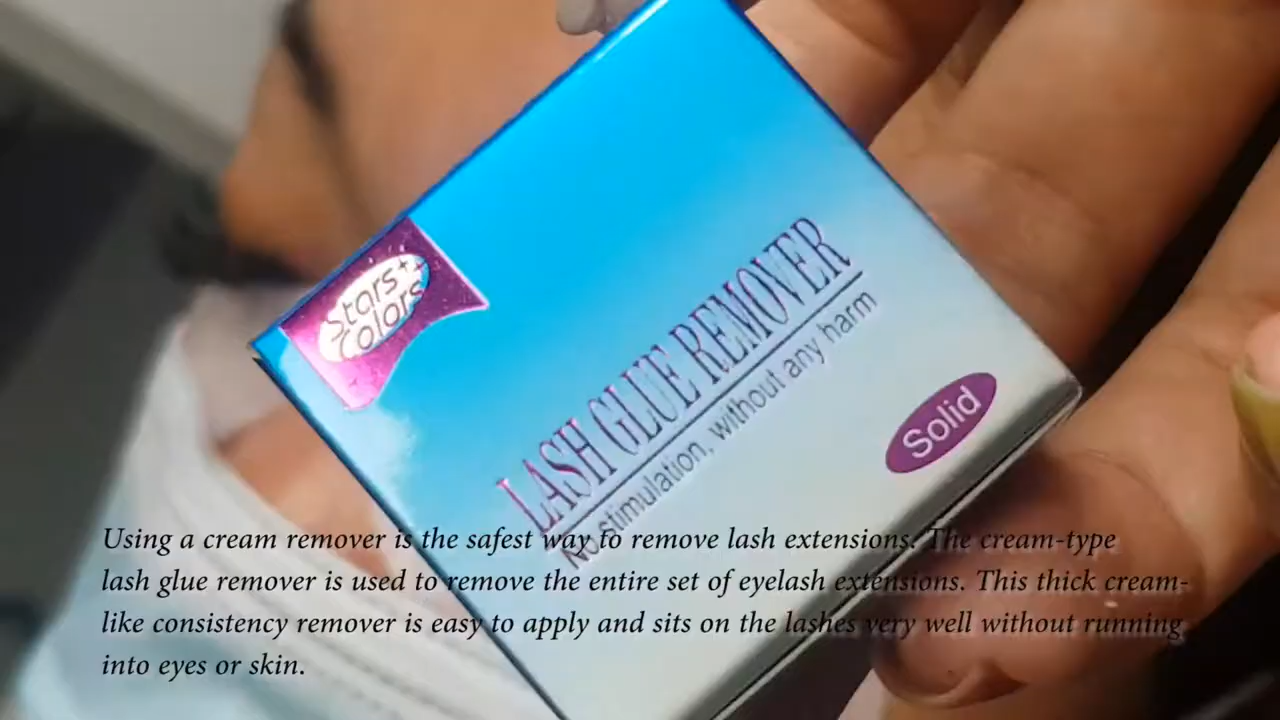 Stars
Colors
LASH GLUE REMOVER
No stimulation, without any harm
Solid
Using a cream remover is the safest way to remove lash extensions. The cream-type
lash glue remover is used to remove the entire set of eyelash extensions. This thick cream-
like consistency remover is easy to apply and sits on the lashes very well without running
into eyes or skin.